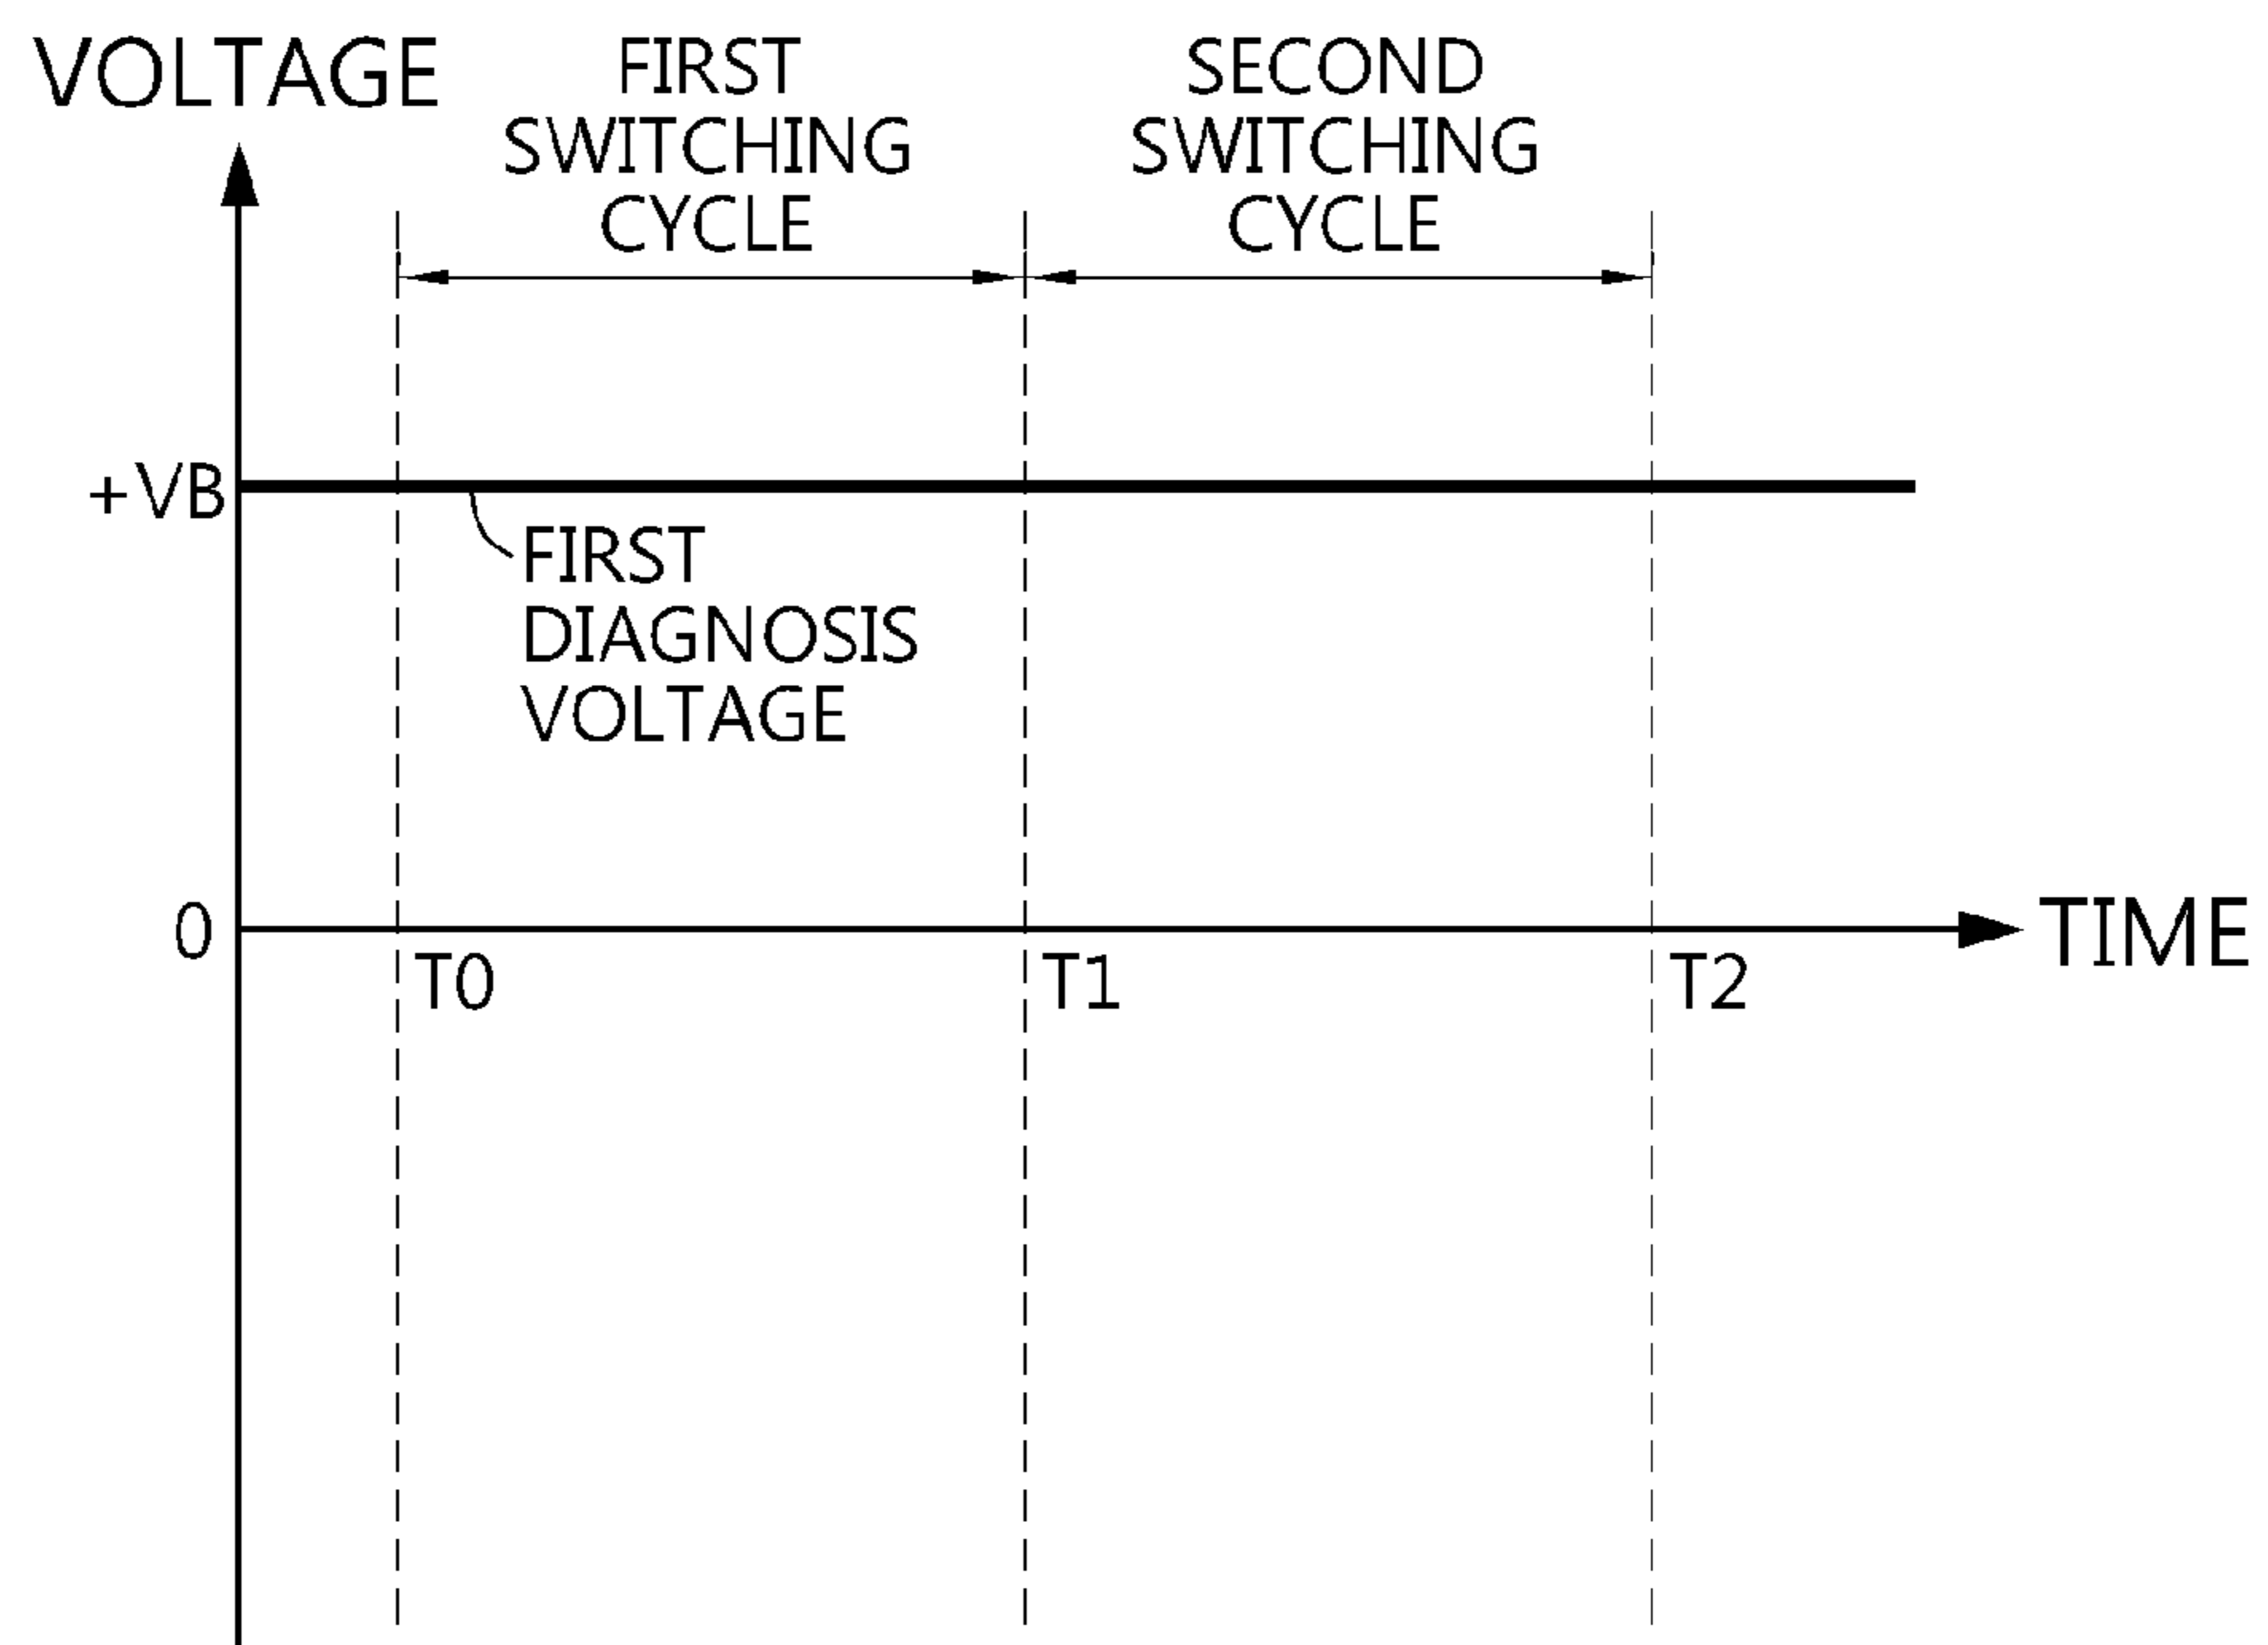 VOLTAGE
FIRST
SWITCHING
CYCLE
SECOND
SWITCHING
CYCLE
+VB
FIRST
DIAGNOSIS
VOLTAGE
0
TIME
T0
T1
T2